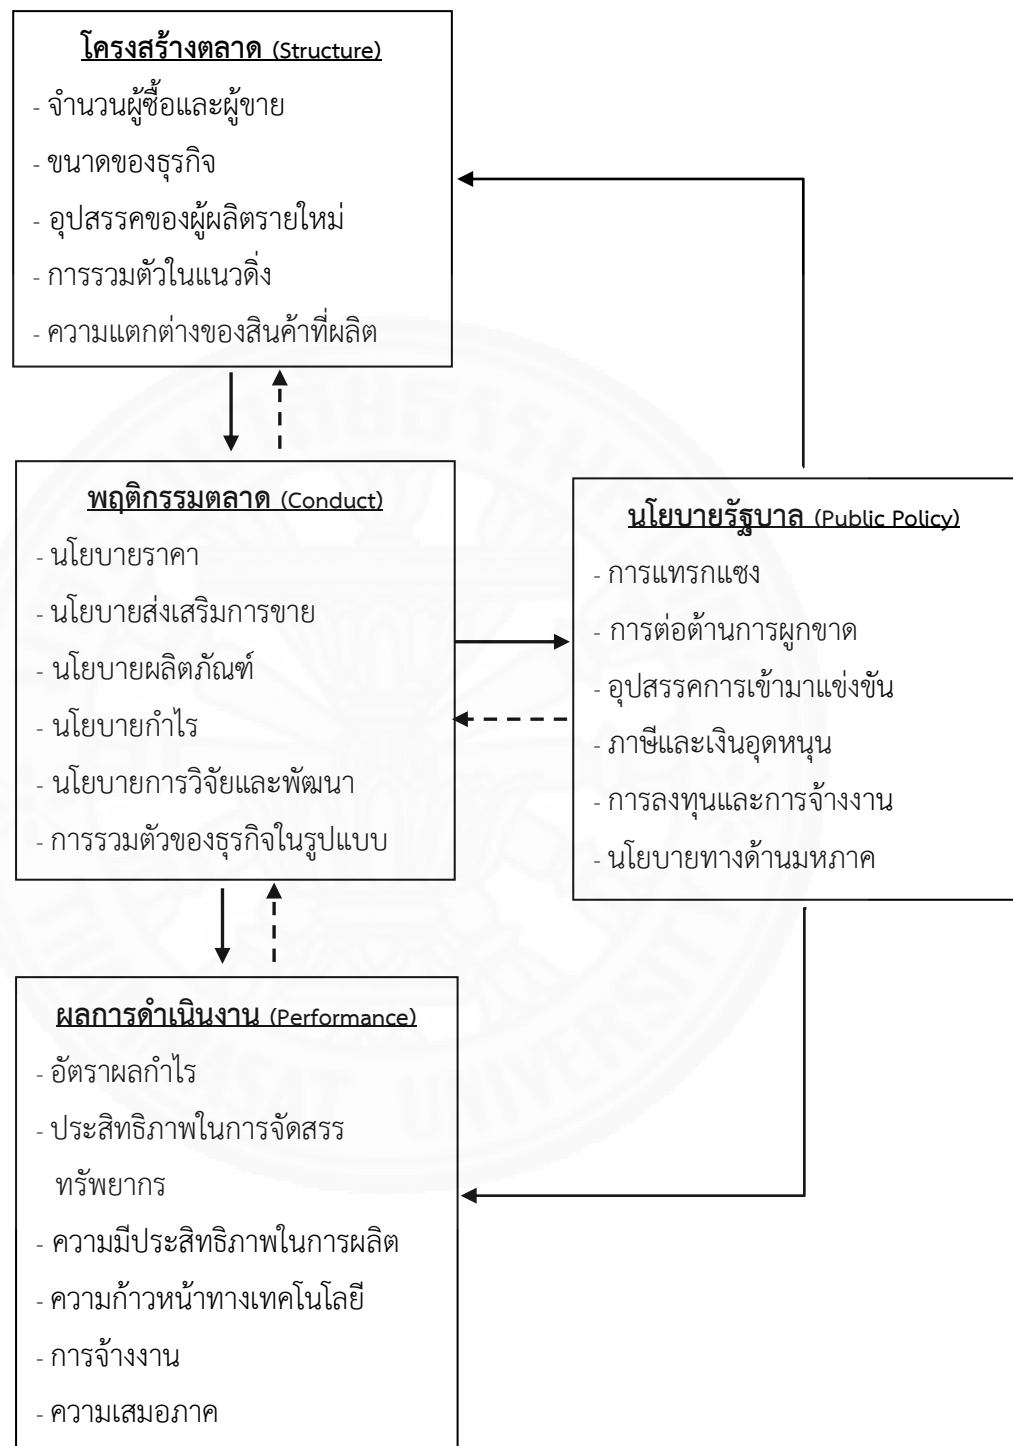 โครงสร้างตลาด (Structure)
- จำนวนผู้ซื้อและผู้ขาย
- ขนาดของธุรกิจ
- อุปสรรคของผู้ผลิตรายใหม่
- การรวมตัวในแนวดิ่ง
- ความแตกต่างของสินค้าที่ผลิต
พฤติกรรมตลาด (Conduct)
- นโยบายราคา
- นโยบายส่งเสริมการขาย
- นโยบายผลิตภัณฑ์
- นโยบายกำไร
- นโยบายการวิจัยและพัฒนา
- การรวมตัวของธุรกิจในรูปแบบ
นโยบายรัฐบาล (Public Policy)
- การแทรกแซง
- การต่อต้านการผูกขาด
- อุปสรรคการเข้ามาแข่งขัน
- ภาษีและเงินอุดหนุน
- การลงทุนและการจ้างงาน
- นโยบายทางด้านมหภาค
ผลการดำเนินงาน (Performance)
- อัตราผลกำไร
- ประสิทธิภาพในการจัดสรร
ทรัพยากร
- ความมีประสิทธิภาพในการผลิต
- ความก้าวหน้าทางเทคโนโลยี
- การจ้างงาน
- ความเสมอภาค